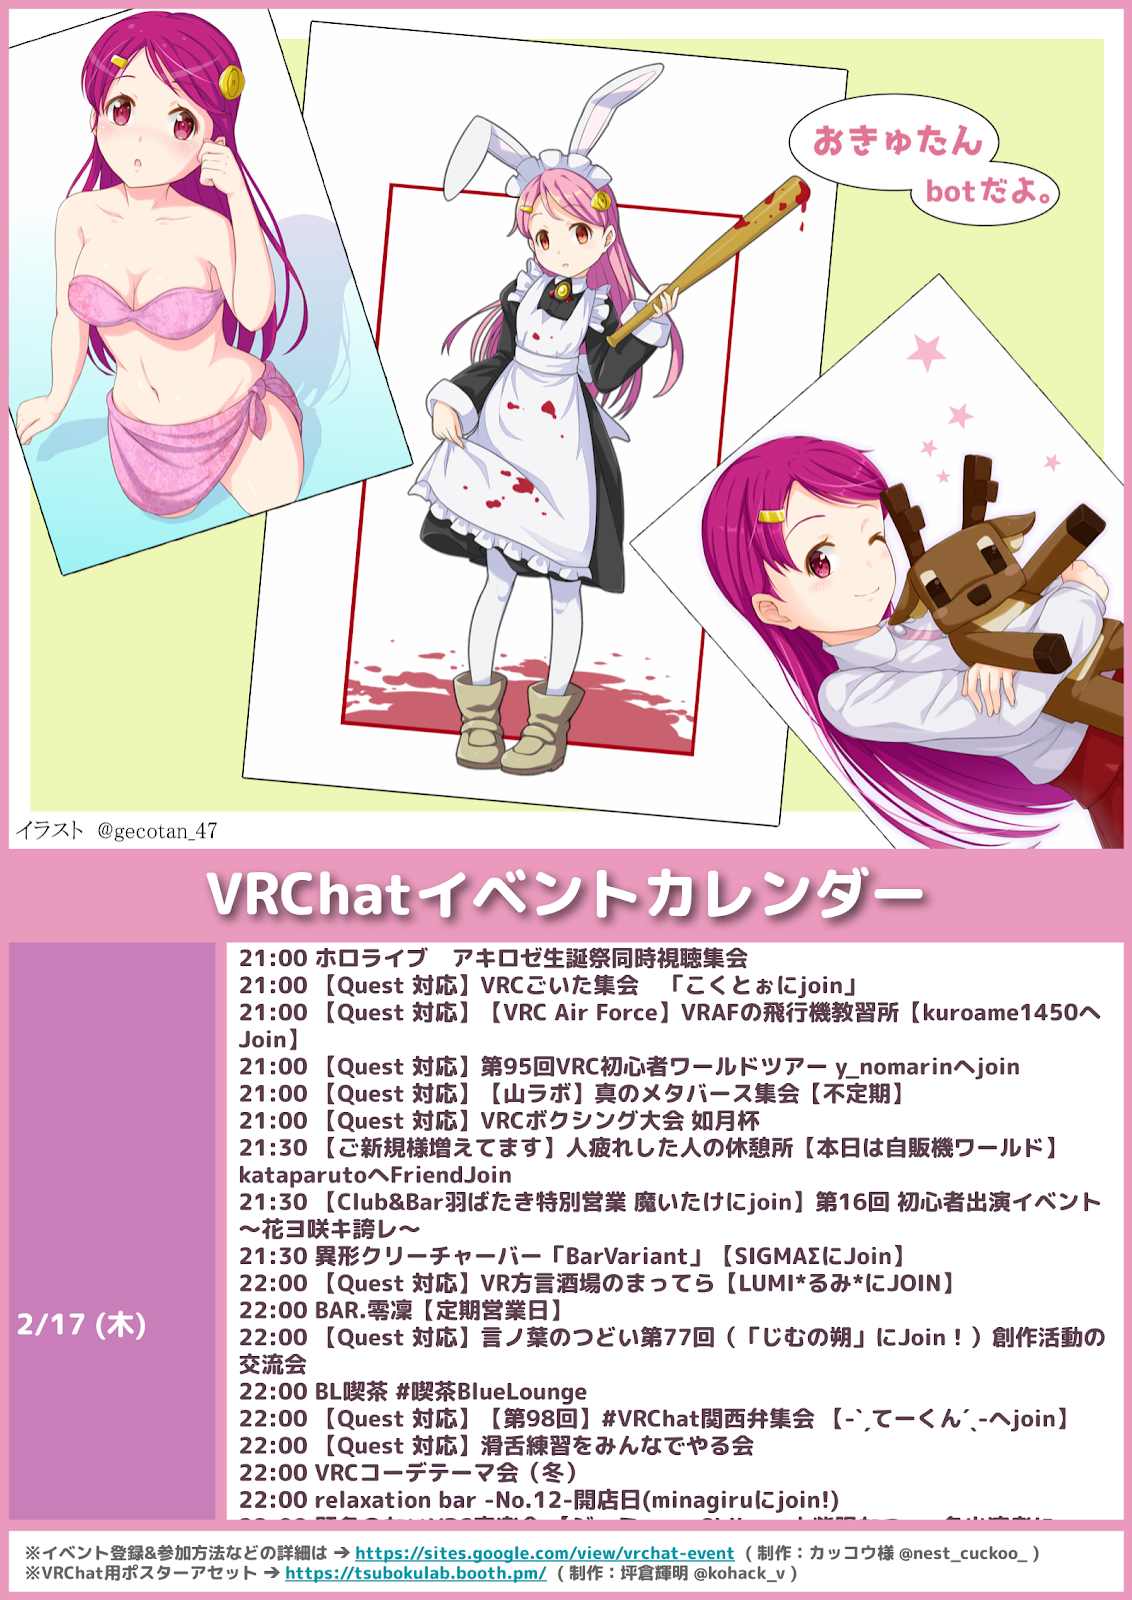 おきゅたん
botだよ。
イラスト @gecotan_47
VRChatイベントカレンダー
2/17 (木)
21:00 ホロライブ　アキロゼ生誕祭同時視聴集会
21:00 【Quest 対応】VRCごいた集会　「こくとぉにjoin」
21:00 【Quest 対応】【VRC Air Force】VRAFの飛行機教習所【kuroame1450へ
Join】
21:00 【Quest 対応】第95回VRC初心者ワールドツアー y_nomarinへjoin
21:00 【Quest 対応】【山ラボ】真のメタバース集会【不定期】
21:00 【Quest 対応】VRCボクシング大会 如月杯
21:30 【ご新規様増えてます】人疲れした人の休憩所【本日は自販機ワールド】
kataparutoへFriendJoin
21:30 【Club&Bar羽ばたき特別営業 魔いたけにjoin】第16回 初心者出演イベント
～花ヨ咲キ誇レ～
21:30 異形クリーチャーバー「BarVariant」【SIGMAΣにJoin】
22:00 【Quest 対応】VR方言酒場のまってら【LUMI*るみ*にJOIN】
22:00 BAR.零凜【定期営業日】
22:00 【Quest 対応】言ノ葉のつどい第77回（「じむの朔」にJoin！）創作活動の
交流会
22:00 BL喫茶 #喫茶BlueLounge
22:00 【Quest 対応】【第98回】#VRChat関西弁集会 【-ˋˏてーくんˊˎ-へjoin】
22:00 【Quest 対応】滑舌練習をみんなでやる会
22:00 VRCコーデテーマ会（冬）
22:00 relaxation bar -No.12-開店日(minagiruにjoin!)
※イベント登録&参加方法などの詳細は → https://sites.google.com/view/vrchat-event （ 制作：カッコウ様 @nest_cuckoo_ ）
※VRChat用ポスターアセット → https://tsubokulab.booth.pm/ （ 制作：坪倉輝明 @kohack_v ）